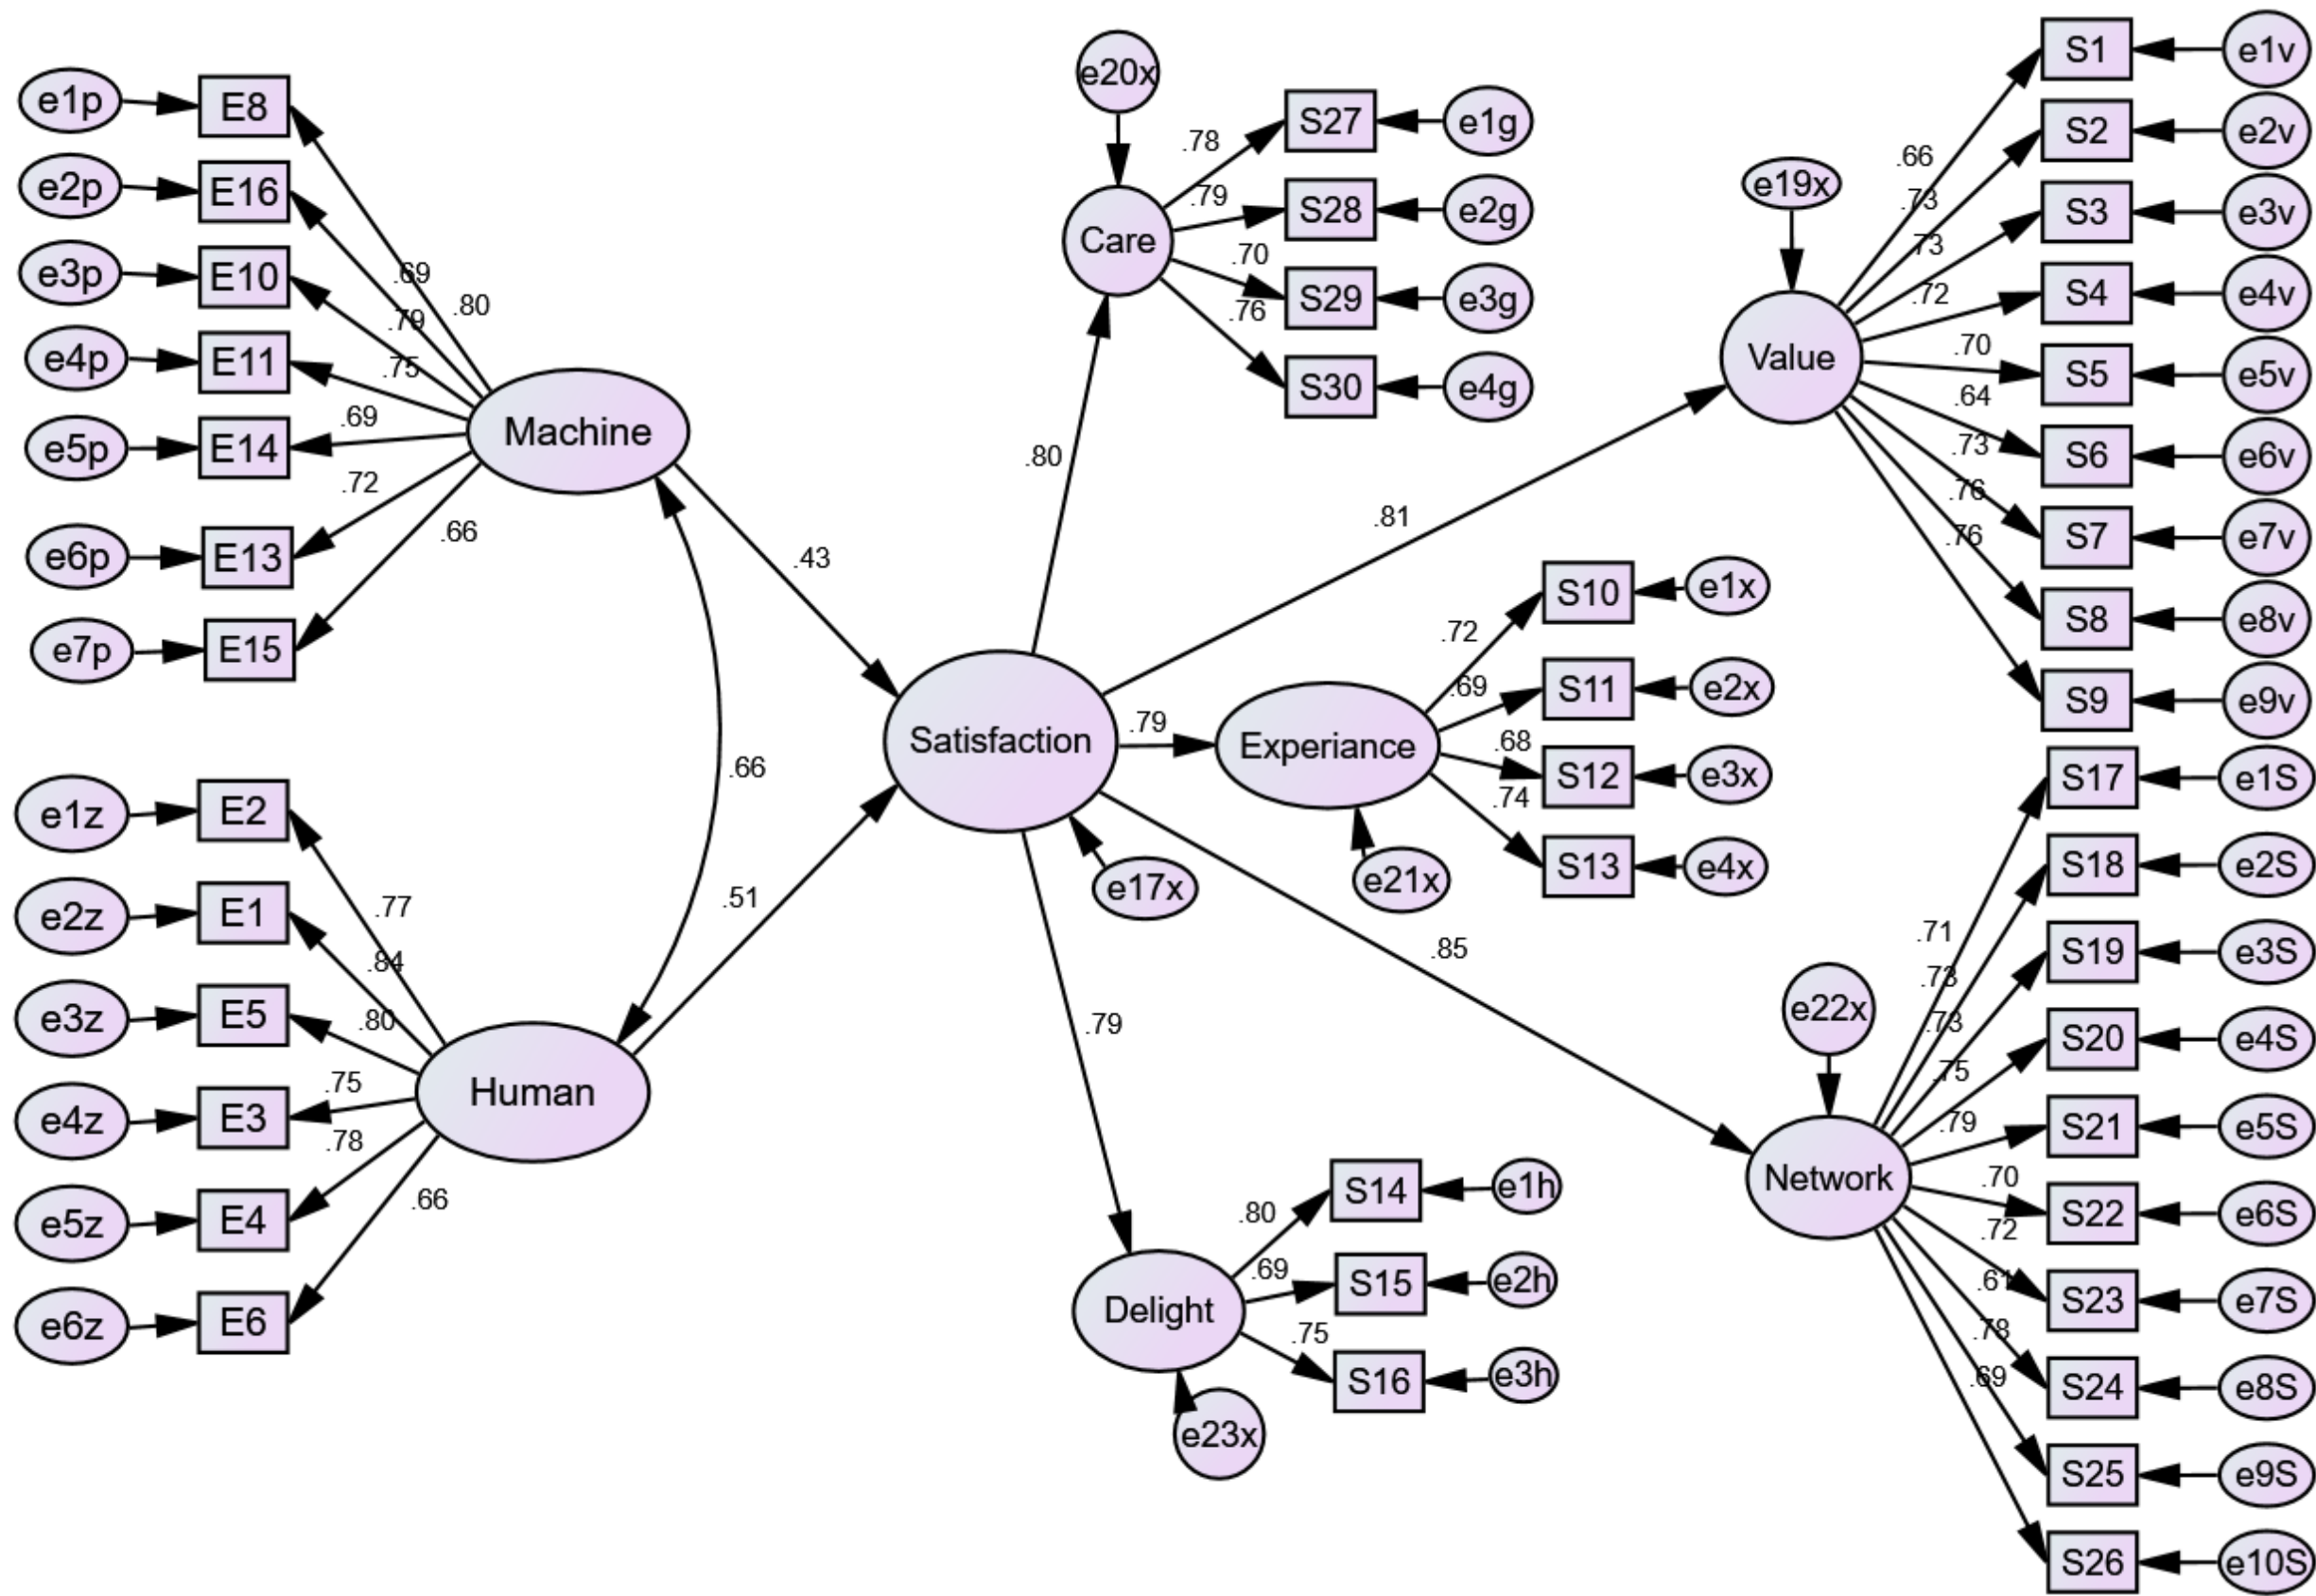 e1p
E8
e2p
E16
e3p
E10
e4p
E11
e5p
E14
e6p
E13
e7p
E15
.69
.80
.79
.75
.69
.72
.66
Machine
e1z
E2
e2z
E1
e3z
E5
e4z
E3
e5z
E4
e6z
E6
.77
.84
.80
.75
.78
.66
Human
.66
.43
.51
Satisfaction
e17x
.80
.81
.79
.85
.79
e20x
Care
.78
.79
.70
.76
S27
e1g
S28
e2g
S29
e3g
S30
e4g
e19x
Value
.66
.73
.73
.72
.70
.64
.73
.76
.76
S1
e1v
S2
e2v
S3
e3v
S4
e4v
S5
e5v
S6
e6v
S7
e7v
S8
e8v
S9
e9v
Experiance
e21x
.72
.69
.68
.74
S10
e1x
S11
e2x
S12
e3x
S13
e4x
e22x
Network
.71
.73
.73
.75
.79
.70
.72
.61
.78
.69
S17
e1S
S18
e2S
S19
e3S
S20
e4S
S21
e5S
S22
e6S
S23
e7S
S24
e8S
S25
e9S
S26
e10S
Delight
e23x
.80
.69
.75
S14
e1h
S15
e2h
S16
e3h